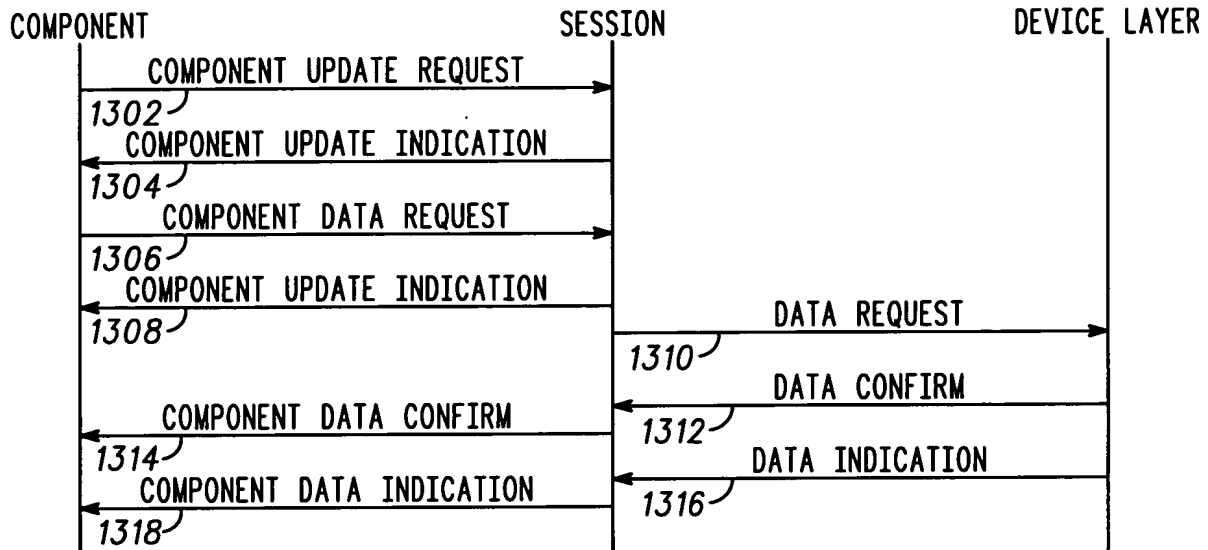 COMPONENT SESSION DEVICE LAYER
COMPONENT UPDATE REQUEST
1302
COMPONENT UPDATE INDICATION
1304
COMPONENT DATA REQUEST
1306
COMPONENT UPDATE INDICATION
1308
DATA REQUEST
1310
DATA CONFIRM
1312
COMPONENT DATA CONFIRM
1314
DATA INDICATION
1316
COMPONENT DATA INDICATION
1318